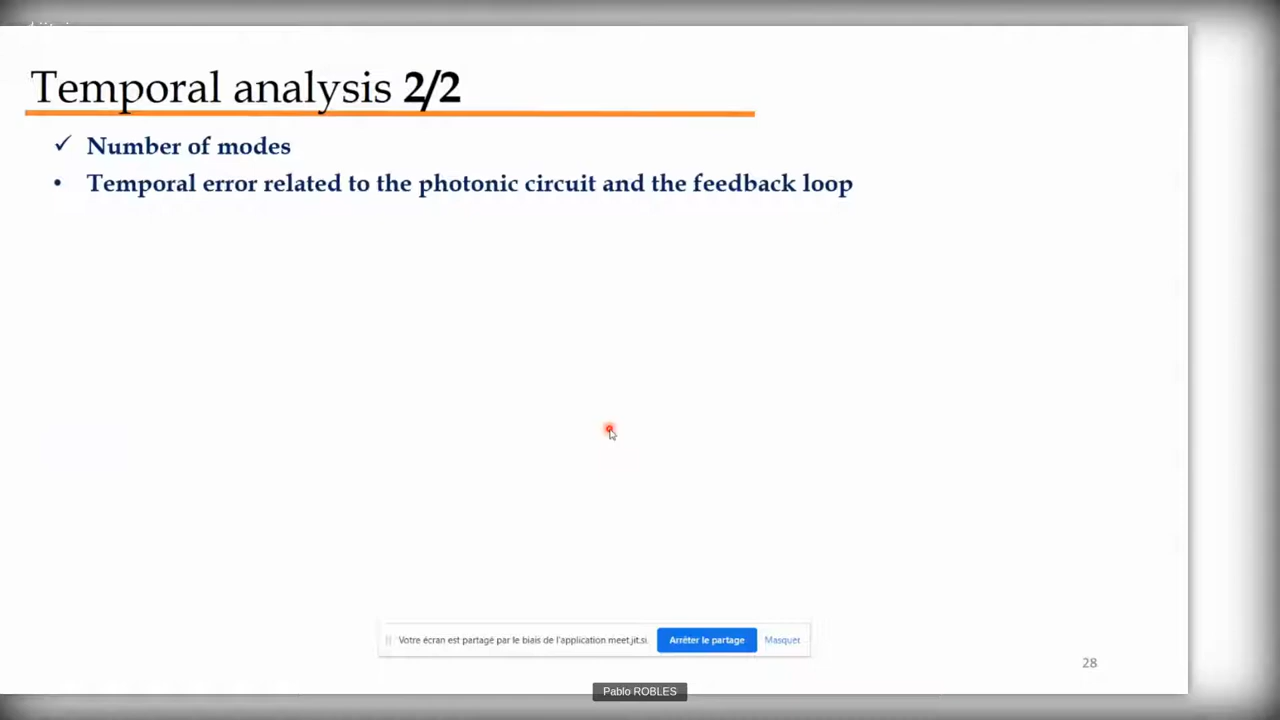 Temporal analysis 2/2
✓ Number of modes
• Temporal error related to the photonic circuit and the feedback loop
Votre écran est partagé par le biais de l'application meet.jit.si. Arrêter le partage Masquer
28
Pablo ROBLES